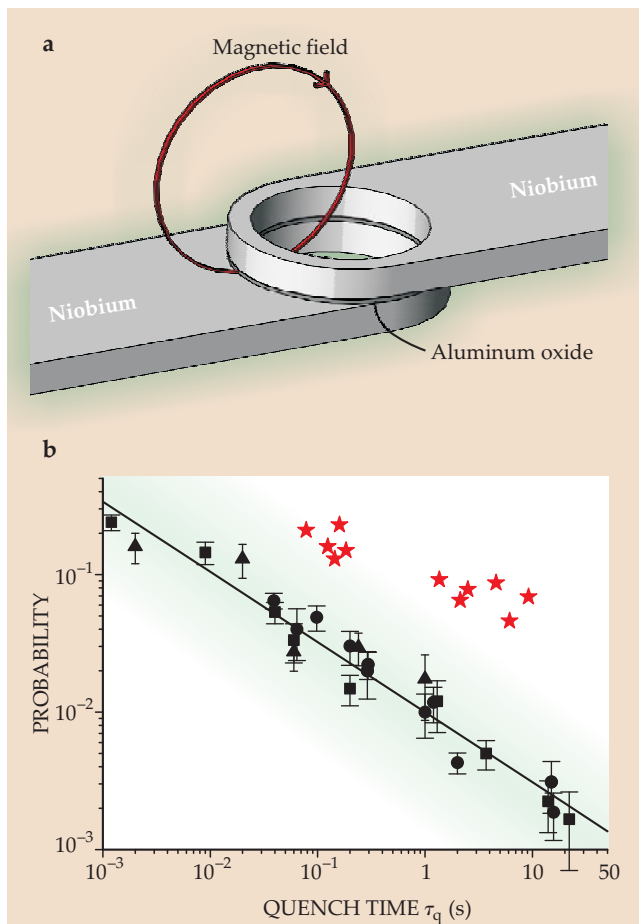 a
Magnetic field
Niobium
Niobium
Aluminum oxide
b
PROBABILITY
10⁻¹
10⁻²
10⁻³
10⁻³ 10⁻² 10⁻¹ 1 10 50
QUENCH TIME τq (s)